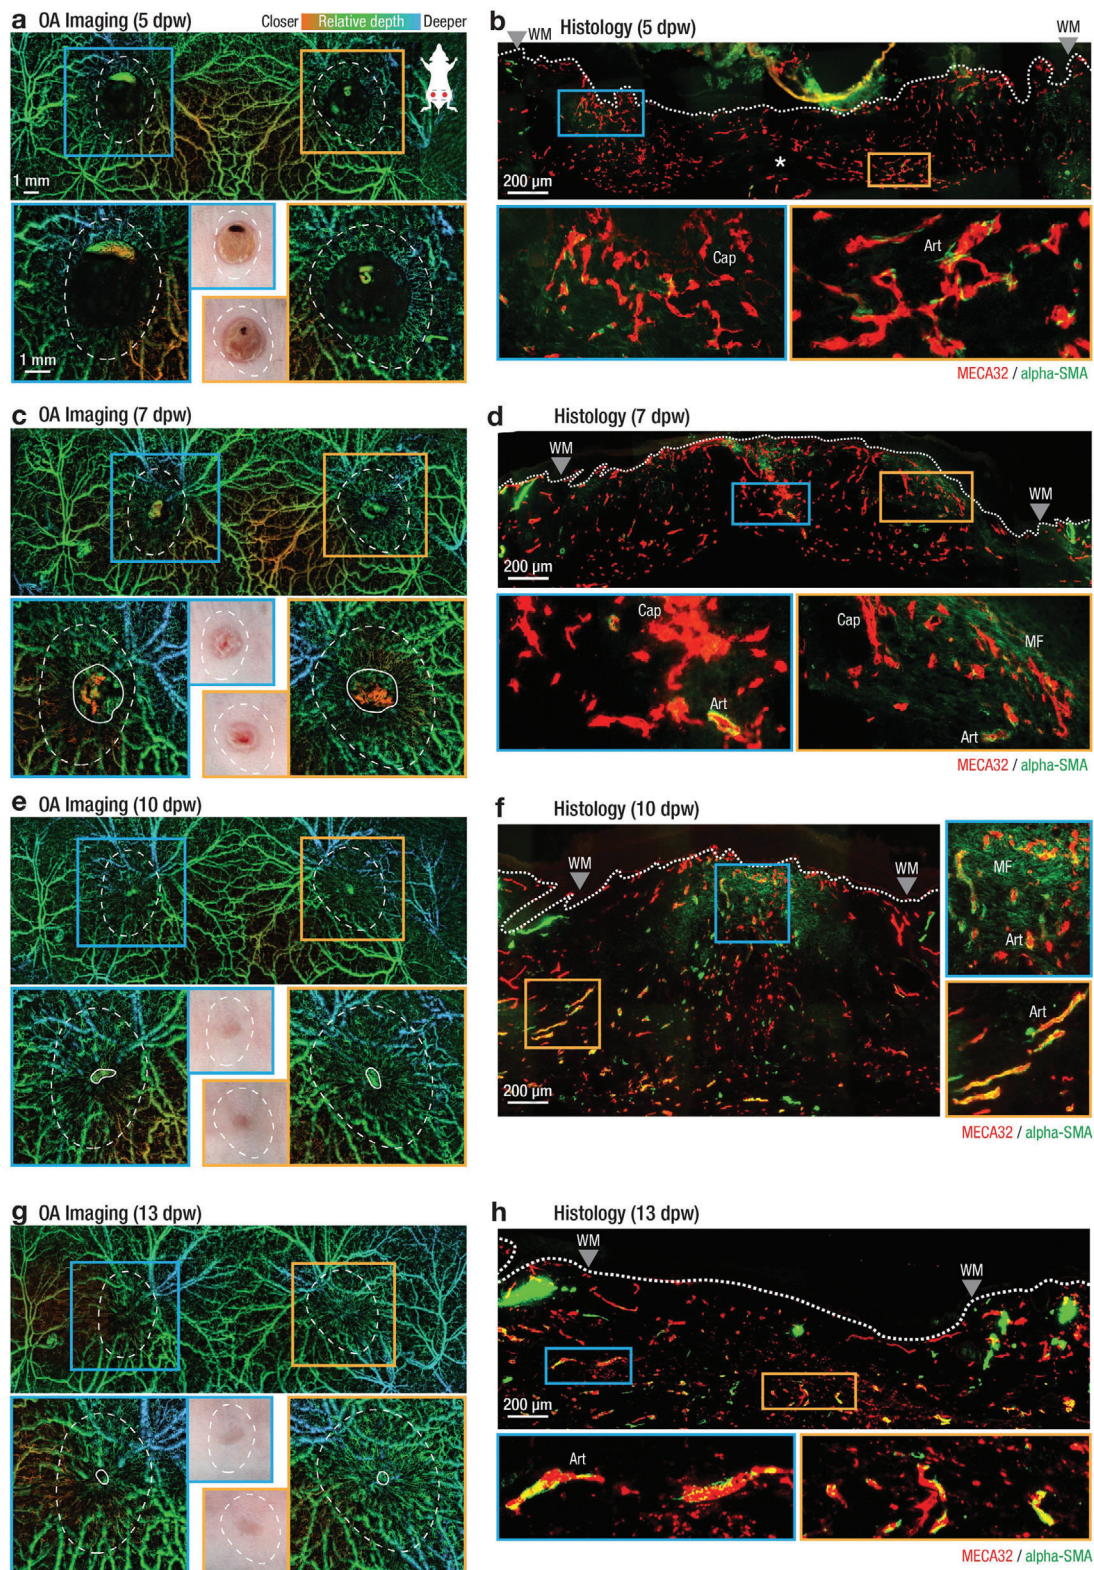 a OA Imaging (5 dpw) Closer Relative depth Deeper
1 mm
1 mm
b Histology (5 dpw)
WM
WM
*
200 µm
Cap
Art
MECA32 / alpha-SMA
c OA Imaging (7 dpw)
d Histology (7 dpw)
WM
WM
200 µm
Cap
Art
Cap
MF
Art
MECA32 / alpha-SMA
e OA Imaging (10 dpw)
f Histology (10 dpw)
WM
WM
200 µm
MF
Art
Art
MECA32 / alpha-SMA
g OA Imaging (13 dpw)
h Histology (13 dpw)
WM
WM
200 µm
Art
MECA32 / alpha-SMA